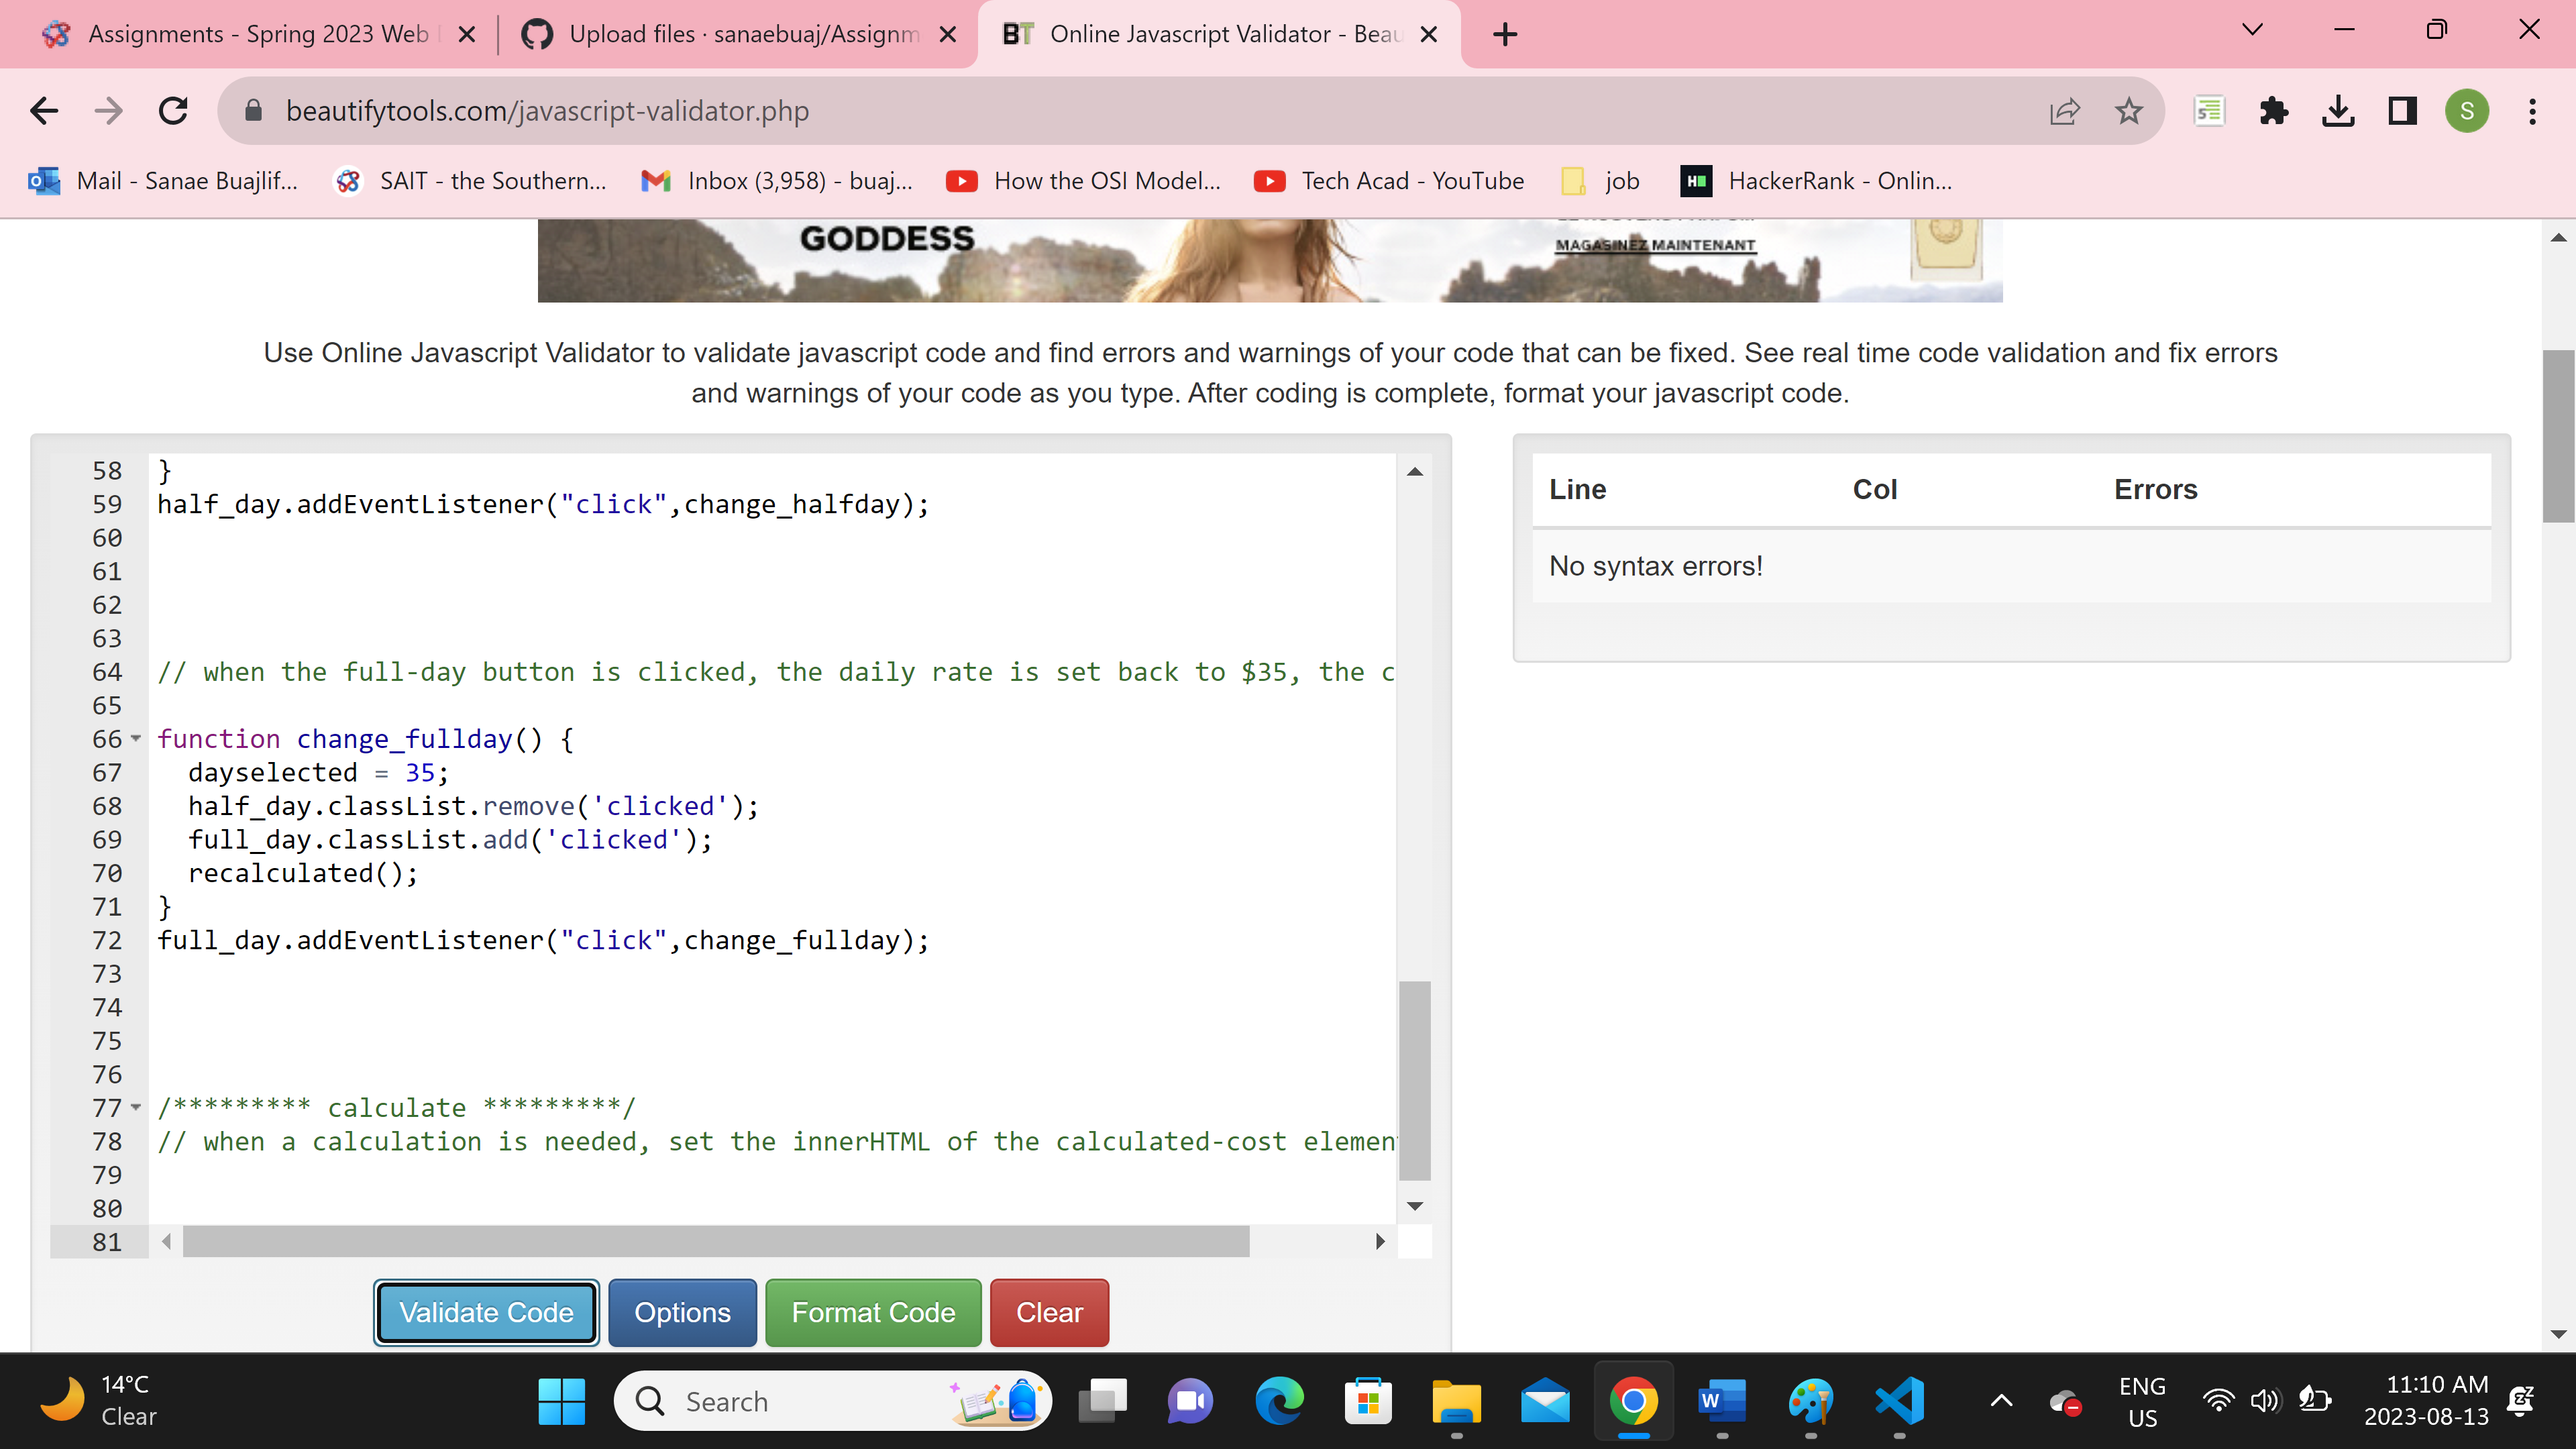 Assignments - Spring 2023 Web
Upload files · sanaebuaj/Assignm
BT Online Javascript Validator - Beau
beautifytools.com/javascript-validator.php
S
Mail - Sanae Buajlif...
SAIT - the Southern...
Inbox (3,958) - buaj...
How the OSI Model...
Tech Acad - YouTube
job
HackerRank - Onlin...
GODDESS
MAGASINEZ MAINTENANT
Use Online Javascript Validator to validate javascript code and find errors and warnings of your code that can be fixed. See real time code validation and fix errors
and warnings of your code as you type. After coding is complete, format your javascript code.
58 }
59 half_day.addEventListener("click",change_halfday);
60
61
62
63
64 // when the full-day button is clicked, the daily rate is set back to $35, the c
65
66 function change_fullday() {
67 dayselected = 35;
68 half_day.classList.remove('clicked');
69 full_day.classList.add('clicked');
70 recalculated();
71 }
72 full_day.addEventListener("click",change_fullday);
73
74
75
76
77 /********* calculate *********/
78 // when a calculation is needed, set the innerHTML of the calculated-cost elemen
79
80
81
Line Col Errors
No syntax errors!
Validate Code Options Format Code Clear
14°C
Clear
Search
ENG
US
11:10 AM
2023-08-13